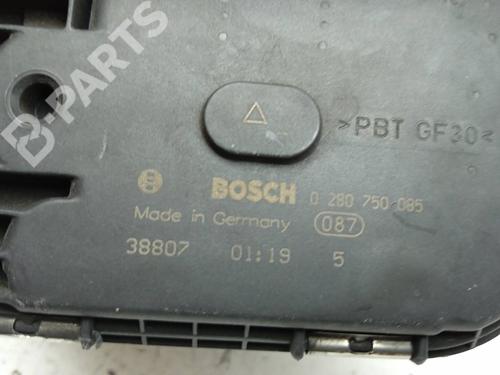 B-PARTS
>PBT GF30<
BOSCH 0 280 750 085
Made in Germany 087
38807 01:19 5